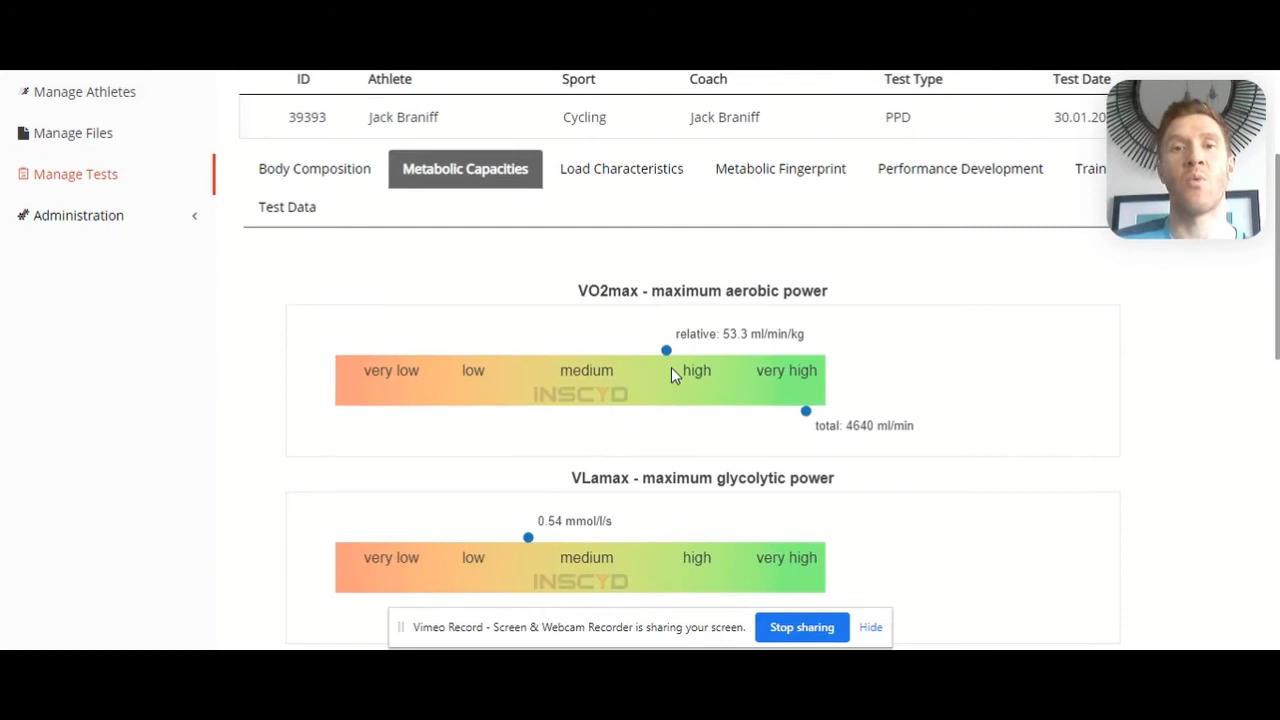 ID Athlete Sport Coach Test Type Test Date
Manage Athletes
39393 Jack Braniff Cycling Jack Braniff PPD 30.01.20
Manage Files
Manage Tests
Body Composition Metabolic Capacities Load Characteristics Metabolic Fingerprint Performance Development Train
Test Data
Administration
VO2max - maximum aerobic power
relative: 53.3 ml/min/kg
very low low medium high very high
INSCYD
total: 4640 ml/min
VLamax - maximum glycolytic power
0.54 mmol/l/s
very low low medium high very high
INSCYD
Vimeo Record - Screen & Webcam Recorder is sharing your screen. Stop sharing Hide